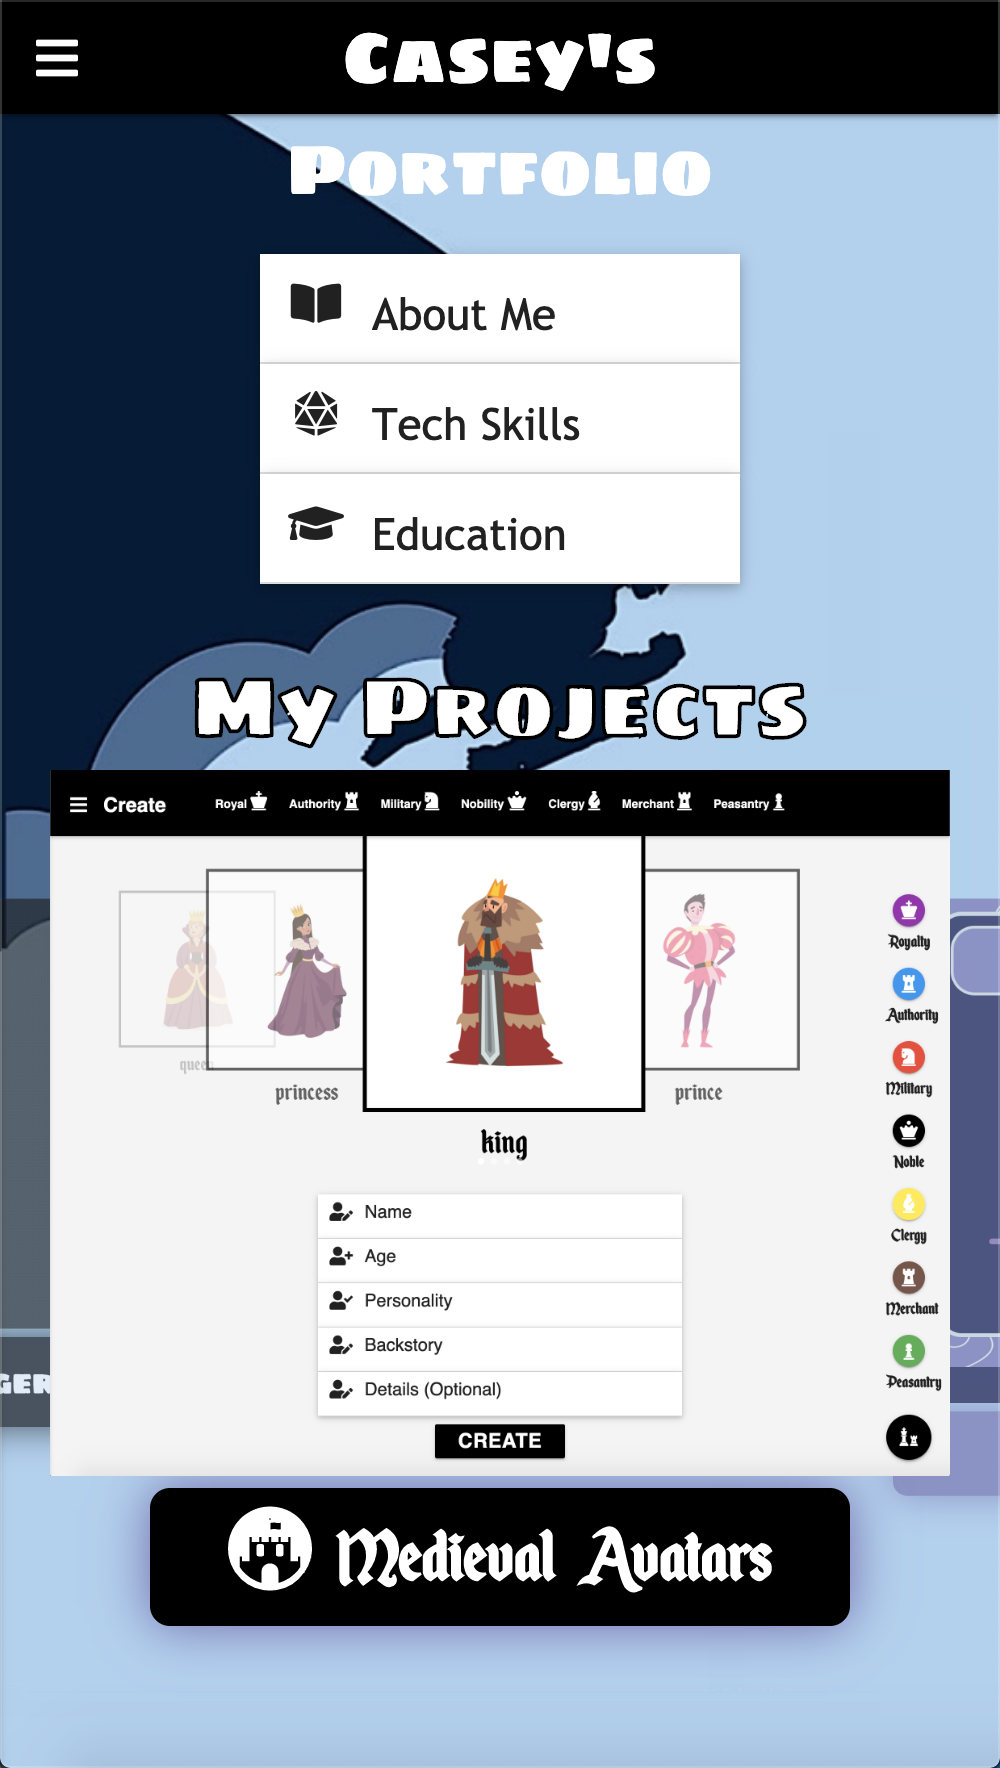 Casey's
Portfolio
About Me
Tech Skills
Education
My Projects
Create Royal Authority Military Nobility Clergy Merchant Peasantry
queen
princess
king
prince
Royalty
Authority
Military
Noble
Clergy
Merchant
Peasantry
Name
Age
Personality
Backstory
Details (Optional)
CREATE
GER
Medieval Avatars